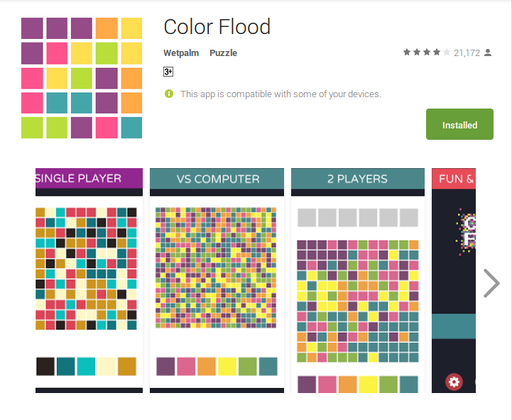 Color Flood
Wetpalm Puzzle
21,172
3+
This app is compatible with some of your devices.
Installed
SINGLE PLAYER
VS COMPUTER
2 PLAYERS
FUN &